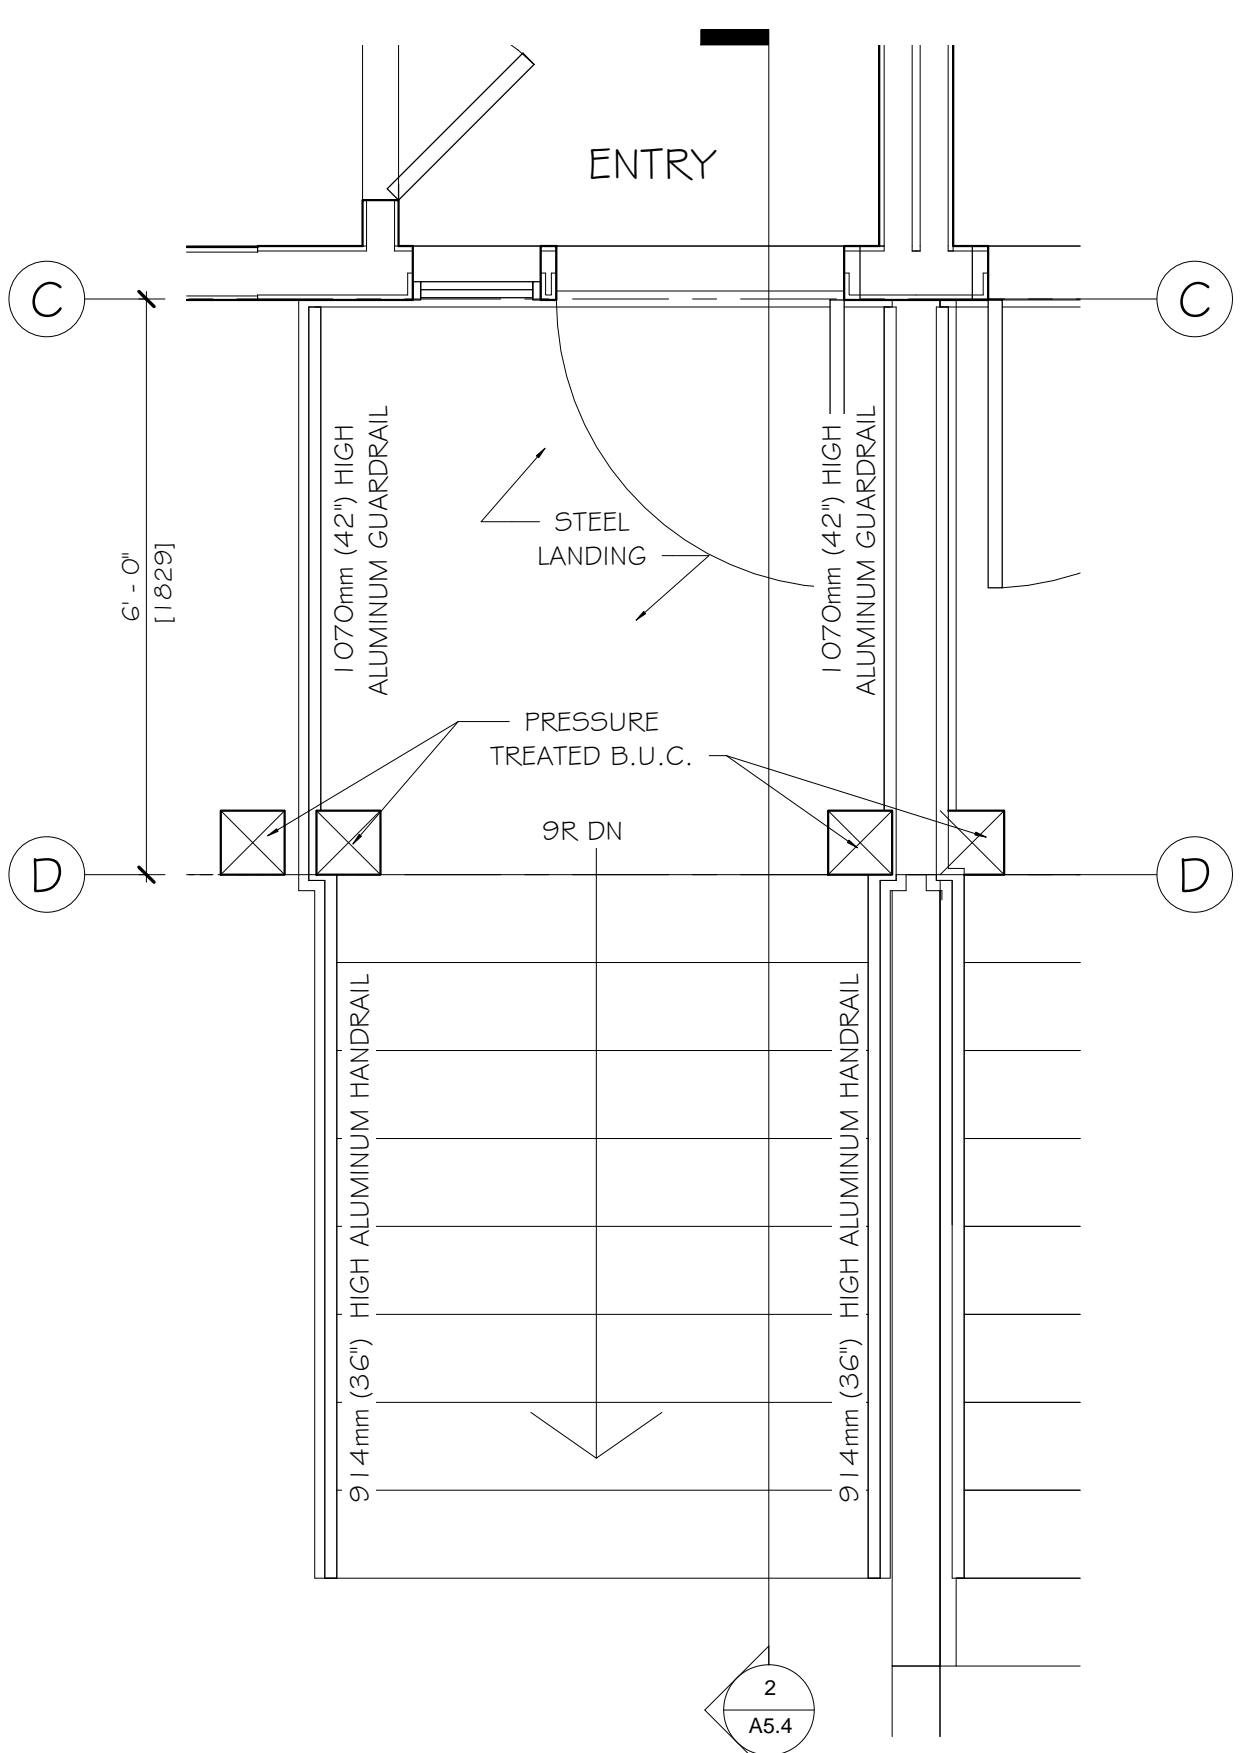 ENTRY
C
C
1070mm (42") HIGH
ALUMINUM GUARDRAIL
1070mm (42") HIGH
ALUMINUM GUARDRAIL
STEEL
LANDING
6' - 0"
[1829]
PRESSURE
TREATED B.U.C.
9R DN
D
D
914mm (36") HIGH ALUMINUM HANDRAIL
914mm (36") HIGH ALUMINUM HANDRAIL
2
A5.4